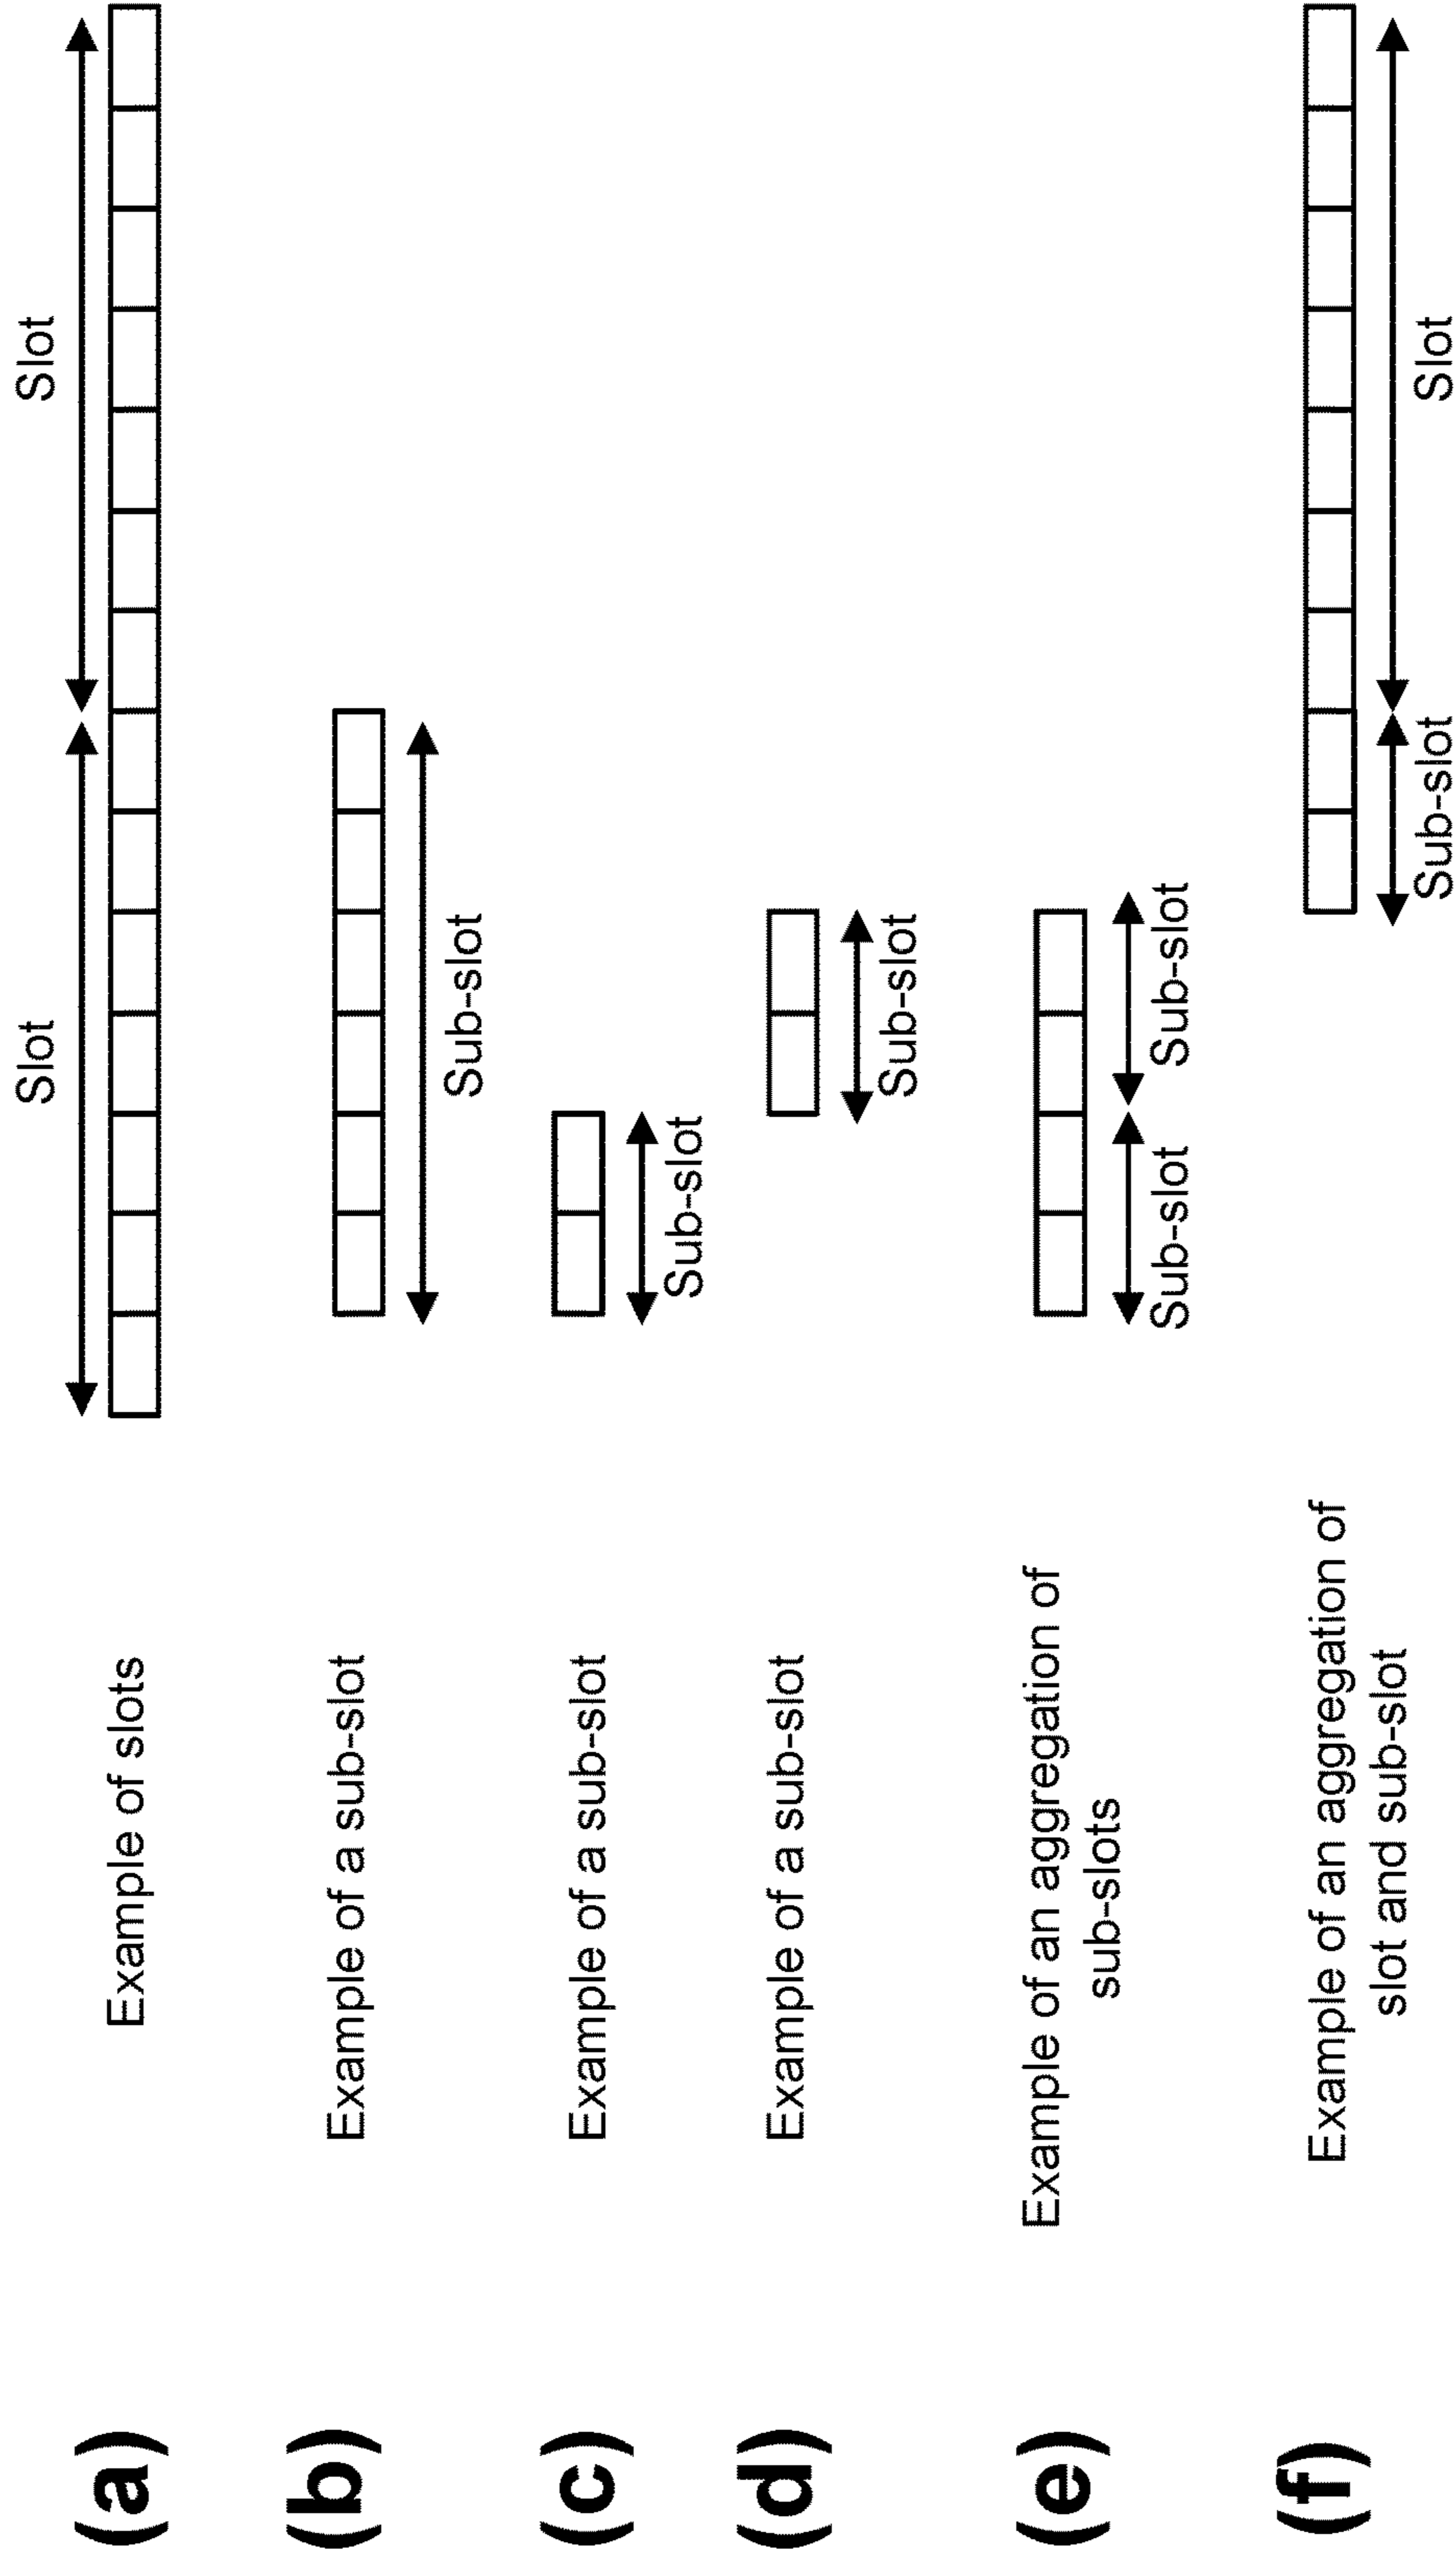 (a)
Example of slots
Slot
Slot
(b)
Example of a sub-slot
Sub-slot
(c)
Example of a sub-slot
Sub-slot
(d)
Example of a sub-slot
Sub-slot
(e)
Example of an aggregation of
sub-slots
Sub-slot
Sub-slot
(f)
Example of an aggregation of
slot and sub-slot
Sub-slot
Slot